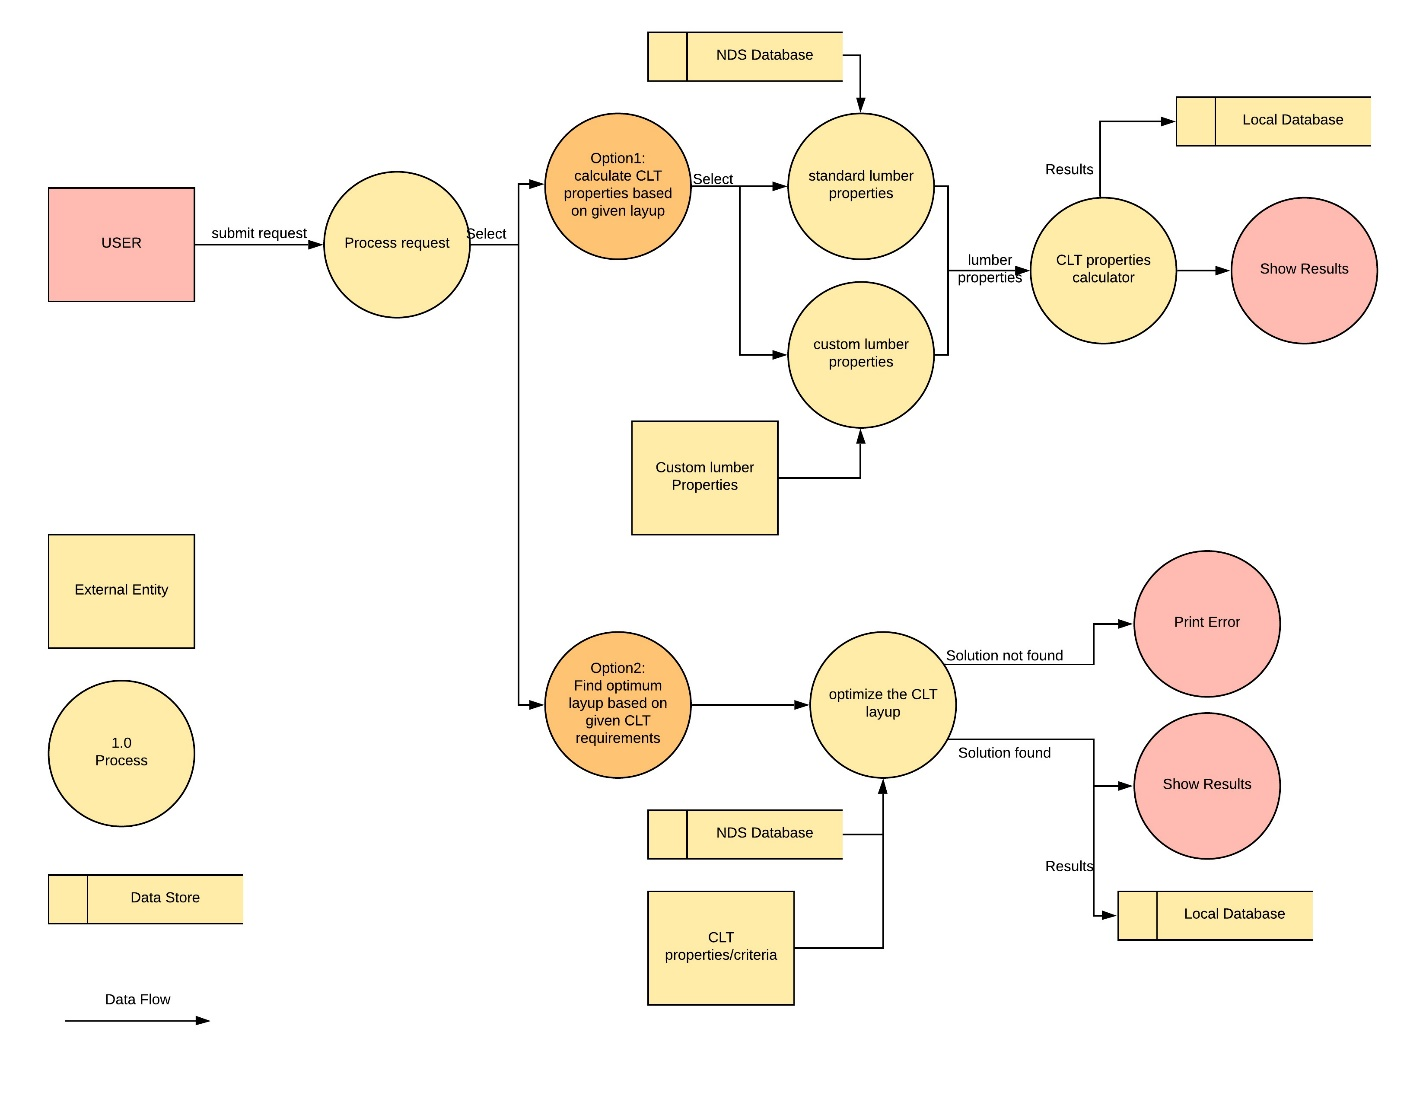 NDS Database
Local Database
Option1:
calculate CLT
properties based
on given layup
Select
standard lumber
properties
Results
USER
submit request
Process request
Select
lumber
properties
CLT properties
calculator
Show Results
custom lumber
properties
Custom lumber
Properties
External Entity
Print Error
Option2:
Find optimum
layup based on
given CLT
requirements
optimize the CLT
layup
Solution not found
Solution found
1.0
Process
Show Results
NDS Database
Results
Data Store
Local Database
CLT
properties/criteria
Data Flow